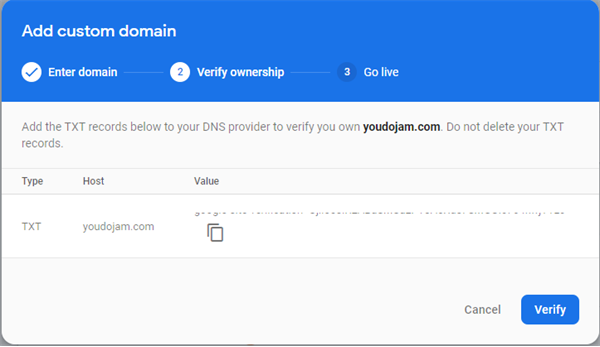 Add custom domain
Enter domain
2 Verify ownership
3 Go live
Add the TXT records below to your DNS provider to verify you own youdojam.com. Do not delete your TXT
records.
Type Host Value
TXT youdojam.com
Cancel Verify